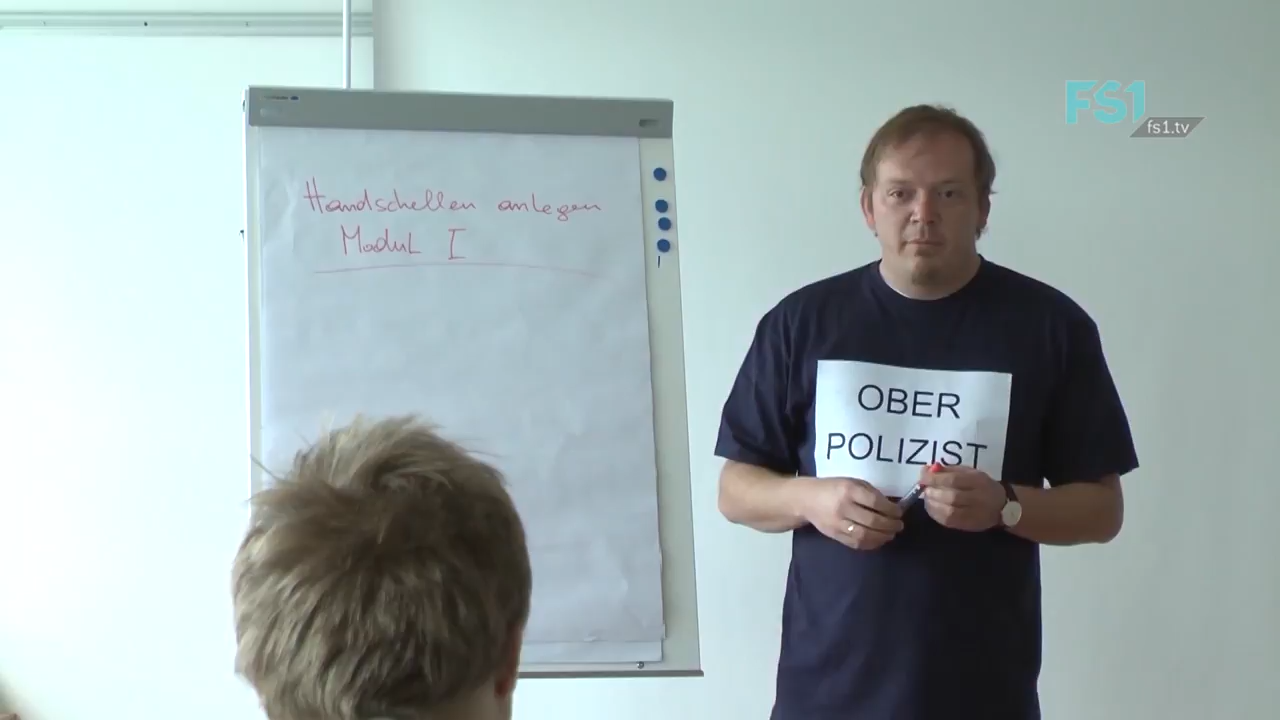 Handschellen anlegen
Modul I
FS1
fs1.tv
OBER
POLIZIST